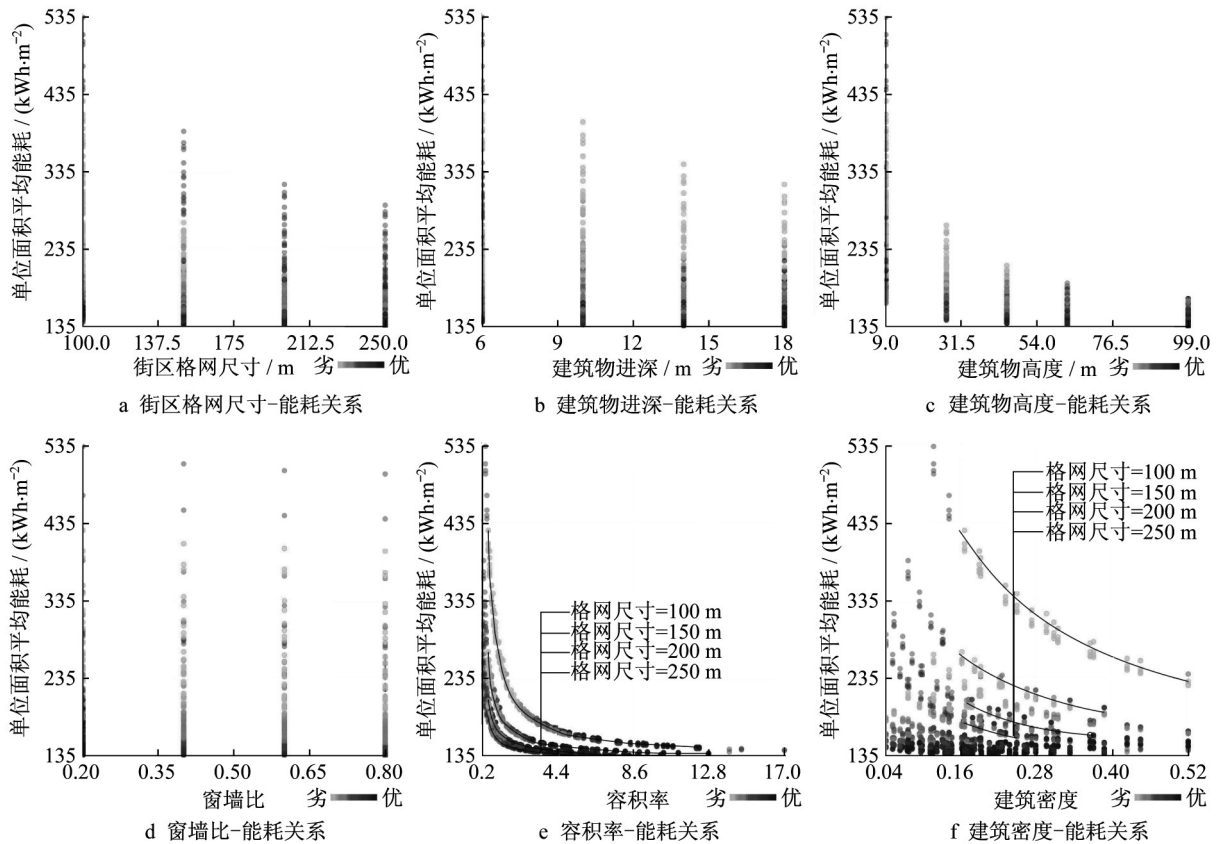 单位面积平均能耗 / (kWh·m⁻²)
535
435
335
235
135
100.0 137.5 175 212.5 250.0
街区格网尺寸 / m 劣 优
a 街区格网尺寸-能耗关系
单位面积平均能耗 / (kWh·m⁻²)
535
435
335
235
135
6 9 12 15 18
建筑物进深 / m 劣 优
b 建筑物进深-能耗关系
单位面积平均能耗 / (kWh·m⁻²)
535
435
335
235
135
9.0 31.5 54.0 76.5 99.0
建筑物高度 / m 劣 优
c 建筑物高度-能耗关系
单位面积平均能耗 / (kWh·m⁻²)
535
435
335
235
135
0.20 0.35 0.50 0.65 0.80
窗墙比 劣 优
d 窗墙比-能耗关系
单位面积平均能耗 / (kWh·m⁻²)
535
435
335
235
135
格网尺寸=100 m
格网尺寸=150 m
格网尺寸=200 m
格网尺寸=250 m
0.2 4.4 8.6 12.8 17.0
容积率 劣 优
e 容积率-能耗关系
单位面积平均能耗 / (kWh·m⁻²)
535
435
335
235
135
格网尺寸=100 m
格网尺寸=150 m
格网尺寸=200 m
格网尺寸=250 m
0.04 0.16 0.28 0.40 0.52
建筑密度 劣 优
f 建筑密度-能耗关系